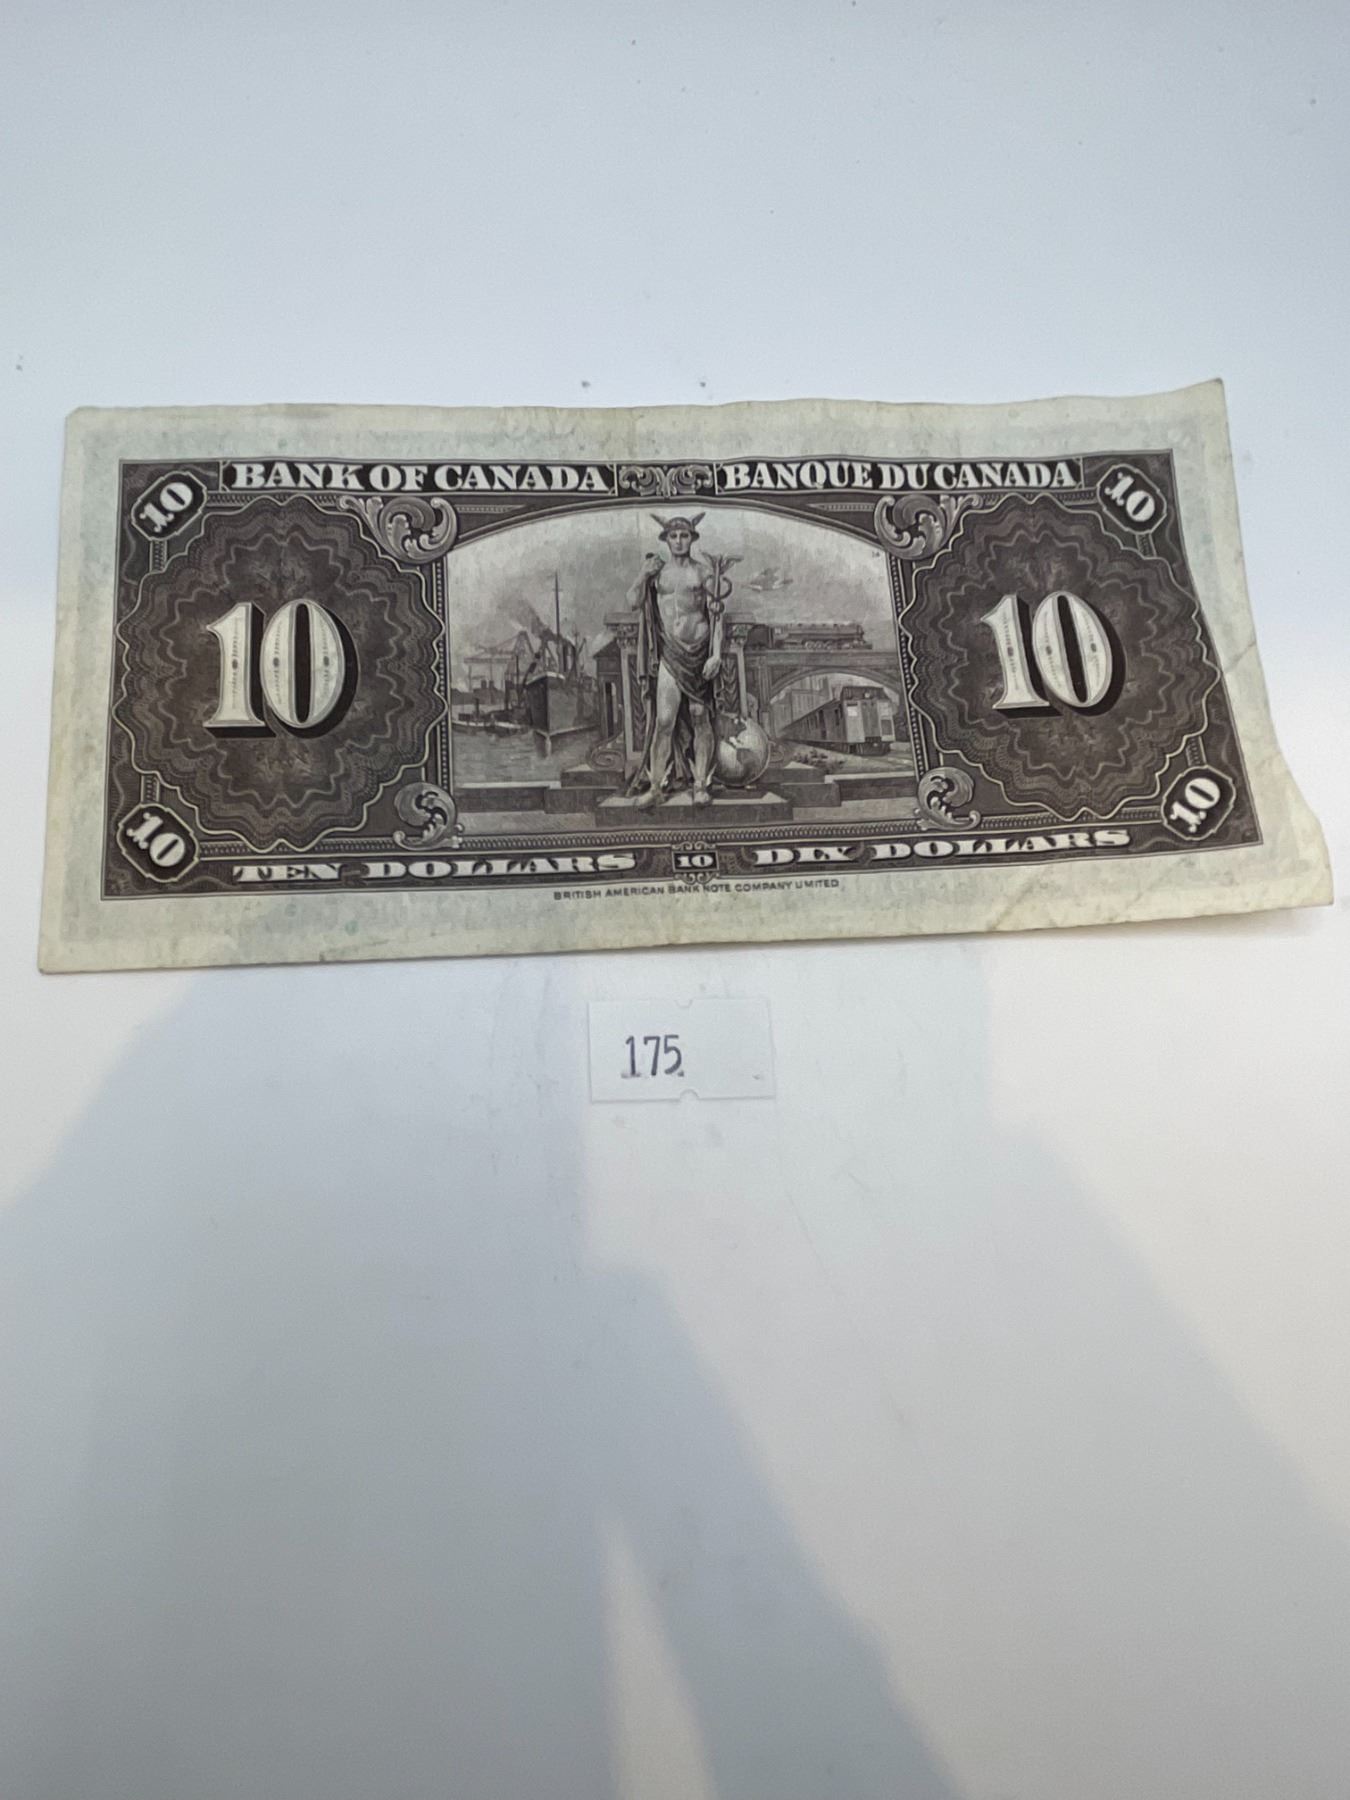 10 BANK OF CANADA BANQUE DU CANADA 10
10 10
10 TEN DOLLARS 10 DIX DOLLARS 10
BRITISH AMERICAN BANK NOTE COMPANY LIMITED
175